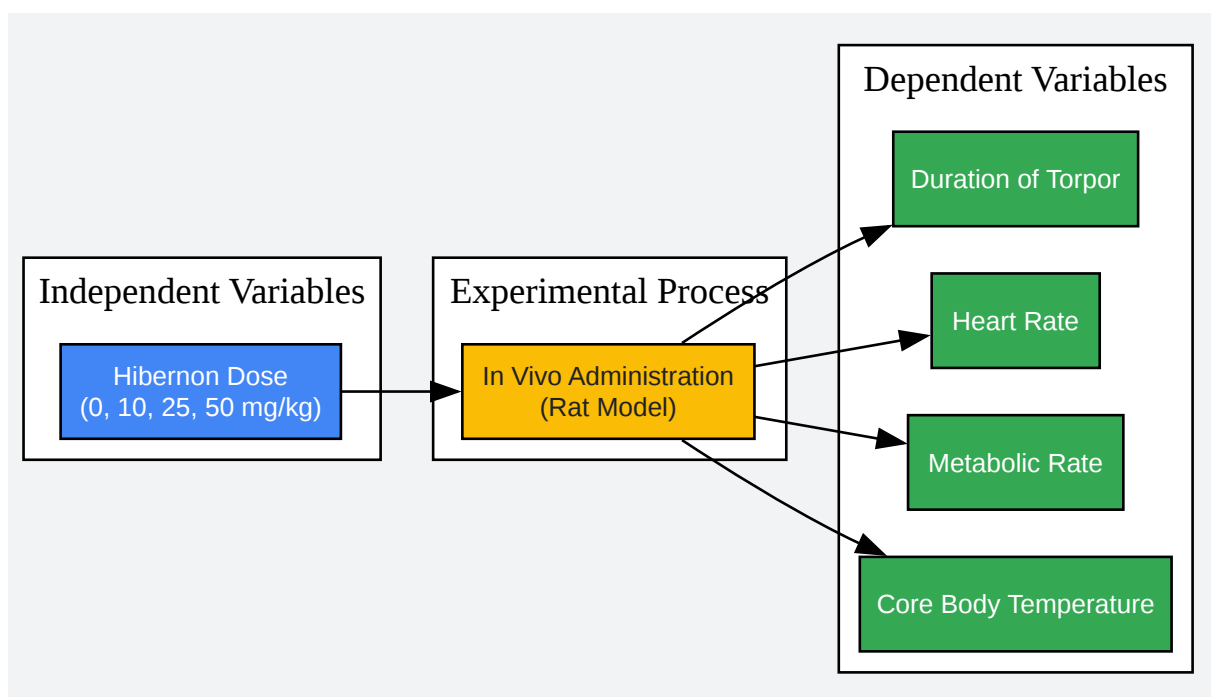 Independent Variables
Hibernon Dose
(0, 10, 25, 50 mg/kg)
Experimental Process
In Vivo Administration
(Rat Model)
Dependent Variables
Duration of Torpor
Heart Rate
Metabolic Rate
Core Body Temperature